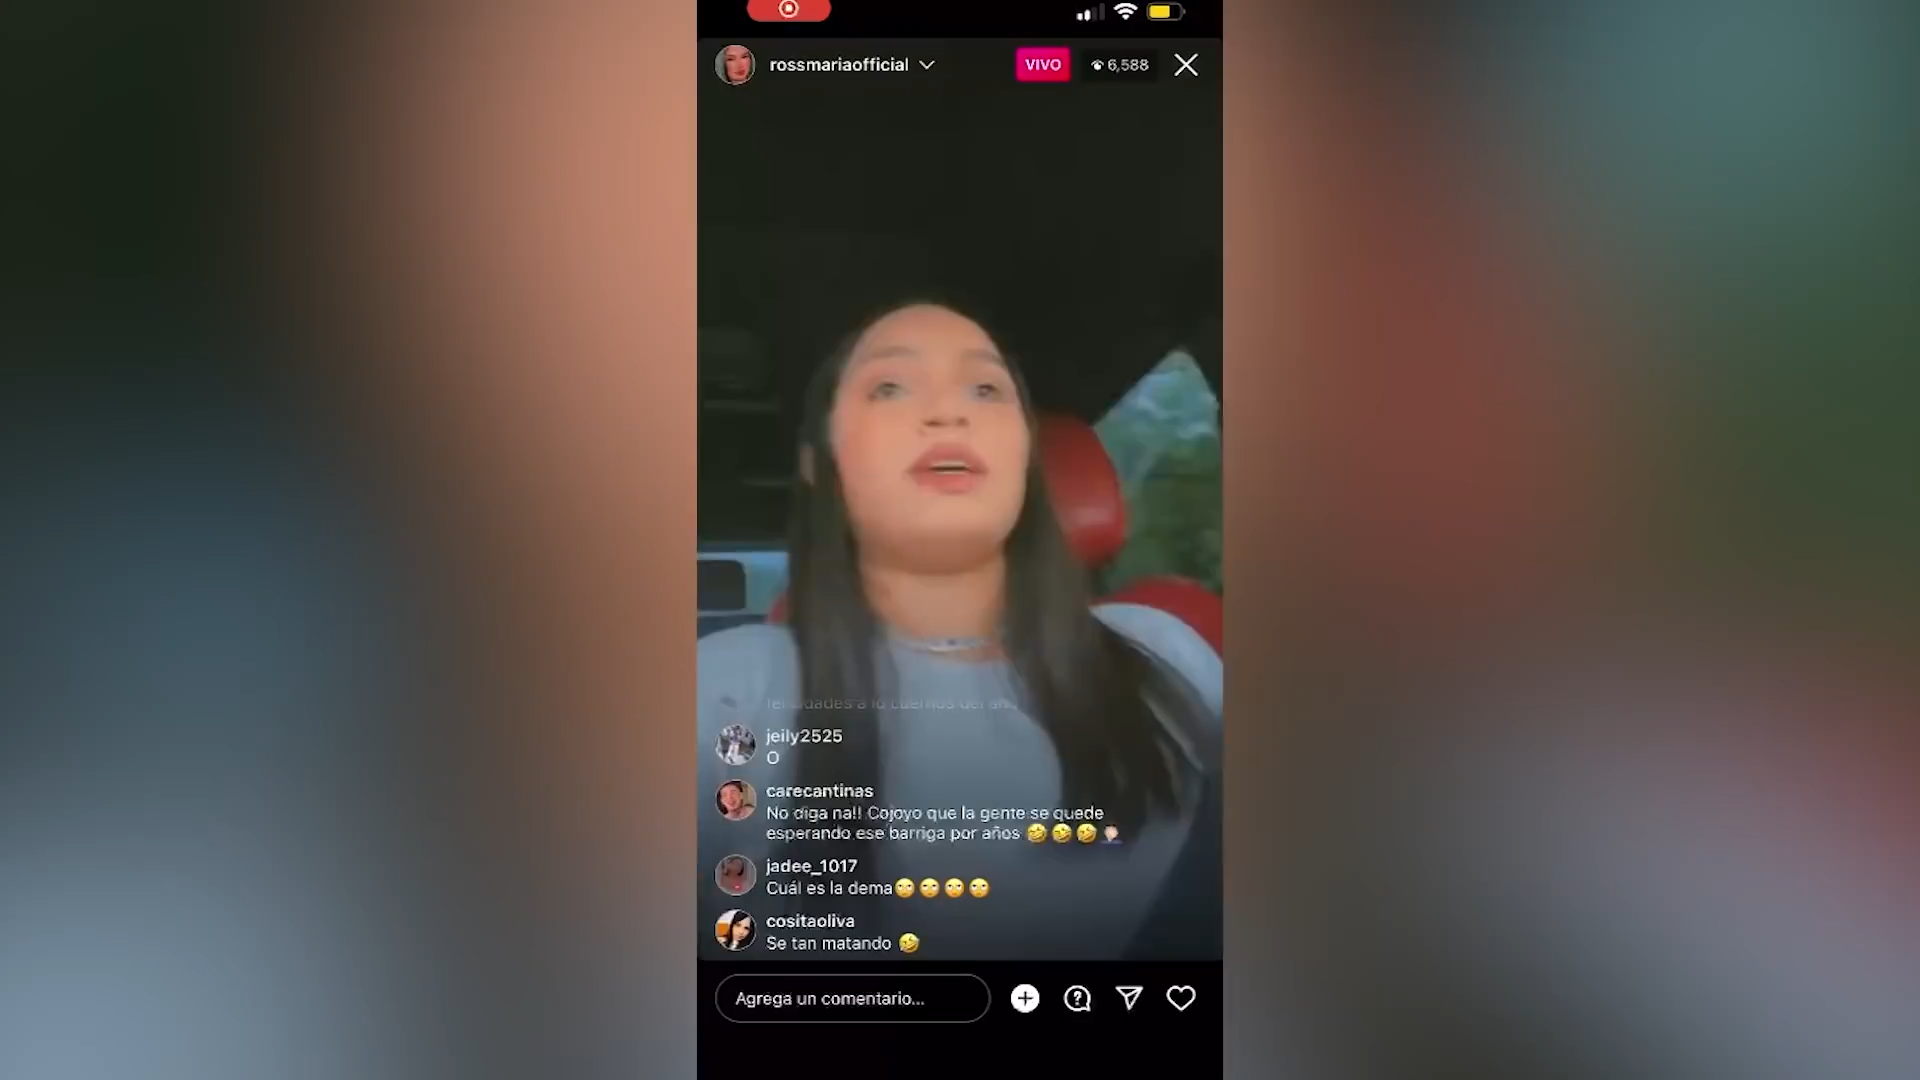 rossmariaofficial
VIVO
6,588
jeily2525
O
carecantinas
No diga na!! Cojoyo que la gente se quede
esperando ese barriga por años 🤣🤣🤣🤦🏻
jadee_1017
Cuál es la dema🙄🙄🙄🙄
cositaoliva
Se tan matando 🤣
Agrega un comentario...